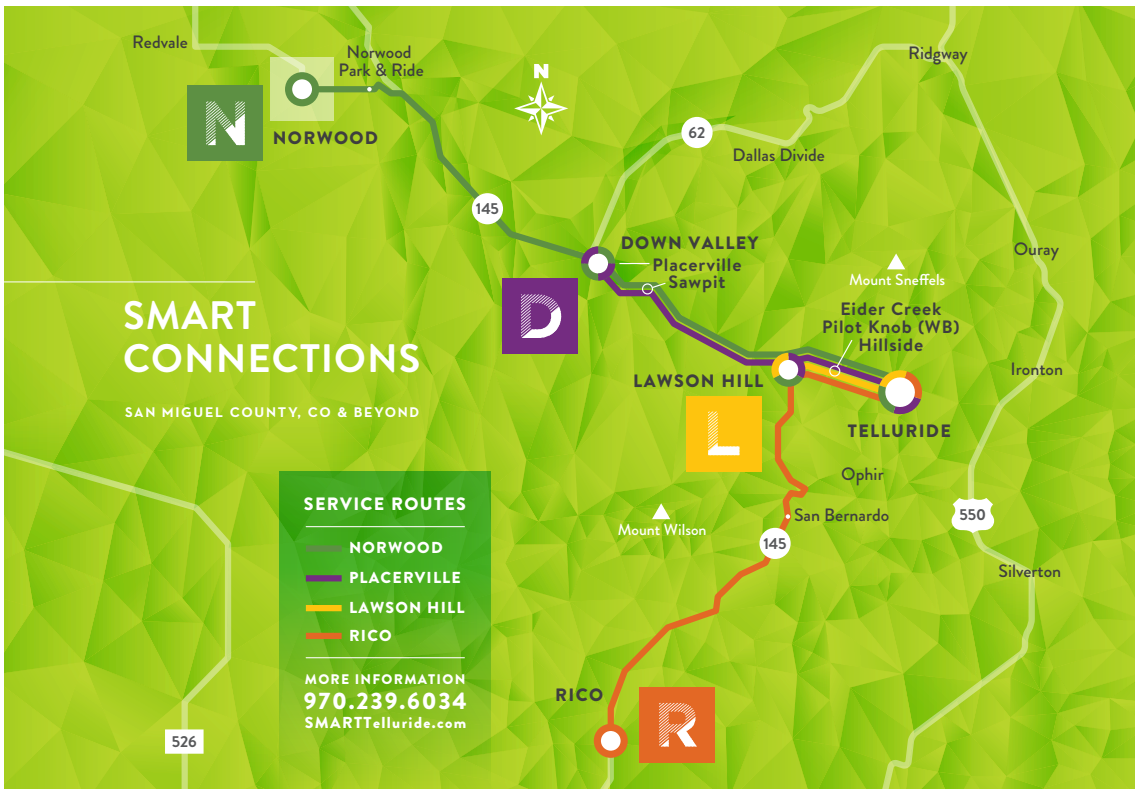 Redvale
Norwood
Park & Ride
N
NORWOOD
N
Ridgway
62
Dallas Divide
145
DOWN VALLEY
Placerville
Sawpit
D
Ouray
Mount Sneffels
SMART
CONNECTIONS
SAN MIGUEL COUNTY, CO & BEYOND
Eider Creek
Pilot Knob (WB)
Hillside
LAWSON HILL
L
TELLURIDE
Ironton
Ophir
San Bernardo
Mount Wilson
145
550
Silverton
SERVICE ROUTES
NORWOOD
PLACERVILLE
LAWSON HILL
RICO
MORE INFORMATION
970.239.6034
SMARTTelluride.com
RICO
R
526